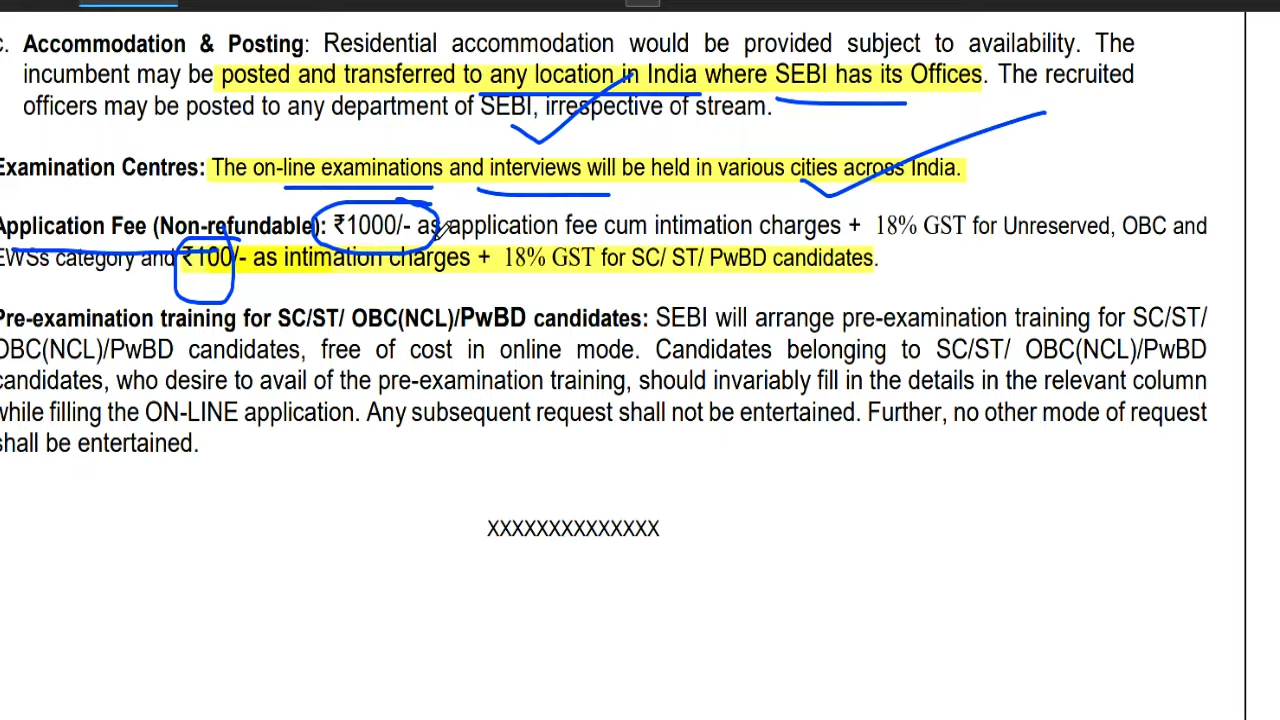 c. Accommodation & Posting: Residential accommodation would be provided subject to availability. The
incumbent may be posted and transferred to any location in India where SEBI has its Offices. The recruited
officers may be posted to any department of SEBI, irrespective of stream.
Examination Centres: The on-line examinations and interviews will be held in various cities across India.
Application Fee (Non-refundable): ₹1000/- as application fee cum intimation charges + 18% GST for Unreserved, OBC and
EWSs category and ₹100/- as intimation charges + 18% GST for SC/ ST/ PwBD candidates.
Pre-examination training for SC/ST/ OBC(NCL)/PwBD candidates: SEBI will arrange pre-examination training for SC/ST/
OBC(NCL)/PwBD candidates, free of cost in online mode. Candidates belonging to SC/ST/ OBC(NCL)/PwBD
candidates, who desire to avail of the pre-examination training, should invariably fill in the details in the relevant column
while filling the ON-LINE application. Any subsequent request shall not be entertained. Further, no other mode of request
shall be entertained.
XXXXXXXXXXXXXX